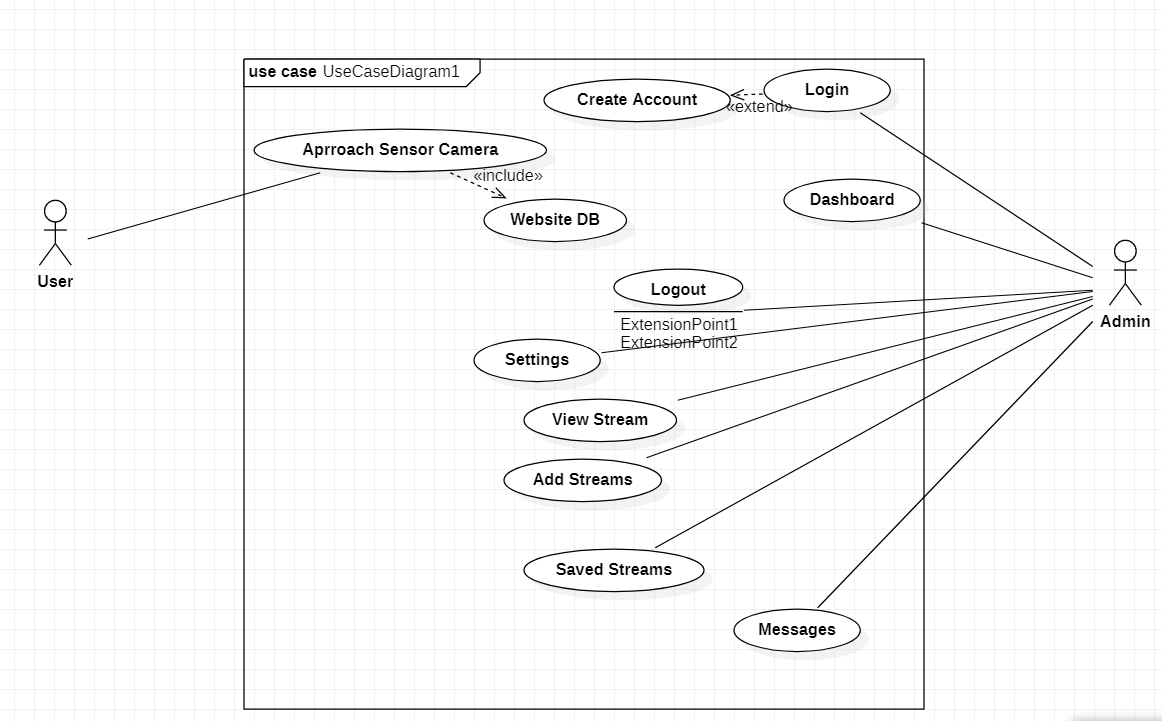 use case UseCaseDiagram1
Login
Create Account
«extend»
Aprroach Sensor Camera
«include»
Dashboard
Website DB
User
Logout
ExtensionPoint1
ExtensionPoint2
Admin
Settings
View Stream
Add Streams
Saved Streams
Messages